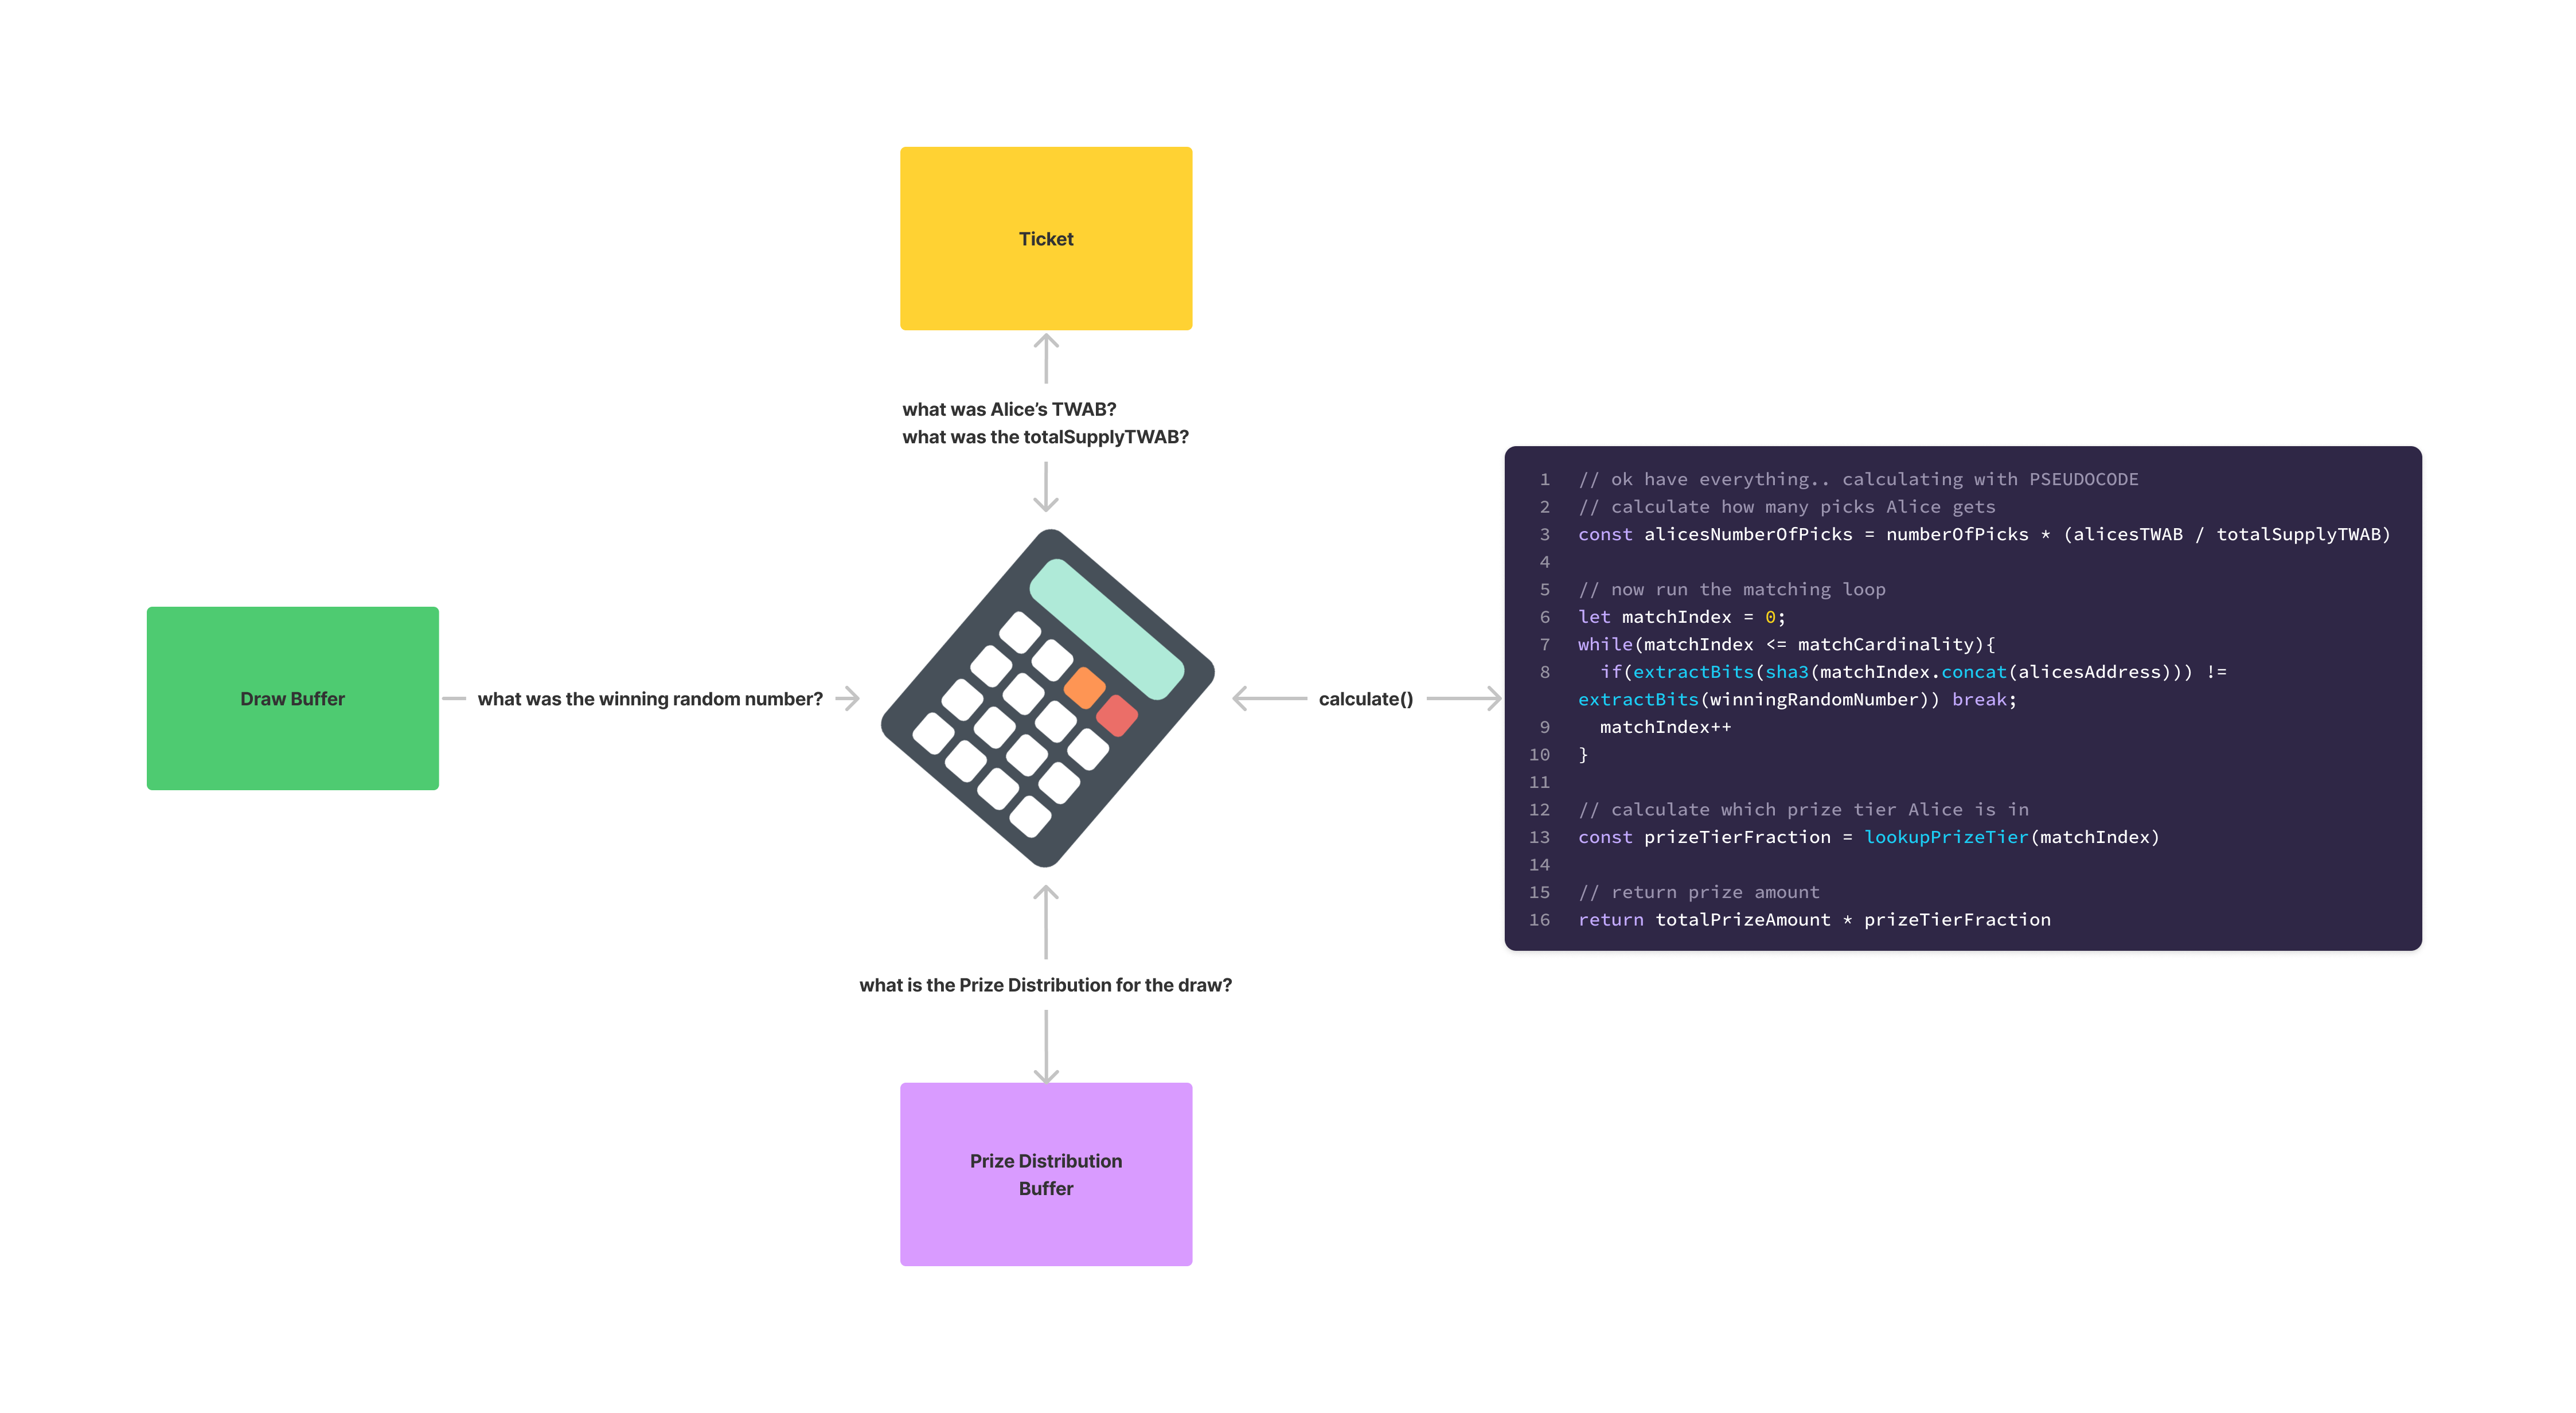 Ticket
what was Alice’s TWAB?
what was the totalSupplyTWAB?
Draw Buffer
what was the winning random number?
calculate()
1 // ok have everything.. calculating with PSEUDOCODE
2 // calculate how many picks Alice gets
3 const alicesNumberOfPicks = numberOfPicks * (alicesTWAB / totalSupplyTWAB)
4
5 // now run the matching loop
6 let matchIndex = 0;
7 while(matchIndex <= matchCardinality){
8 if(extractBits(sha3(matchIndex.concat(alicesAddress))) !=
extractBits(winningRandomNumber)) break;
9 matchIndex++
10 }
11
12 // calculate which prize tier Alice is in
13 const prizeTierFraction = lookupPrizeTier(matchIndex)
14
15 // return prize amount
16 return totalPrizeAmount * prizeTierFraction
what is the Prize Distribution for the draw?
Prize Distribution
Buffer